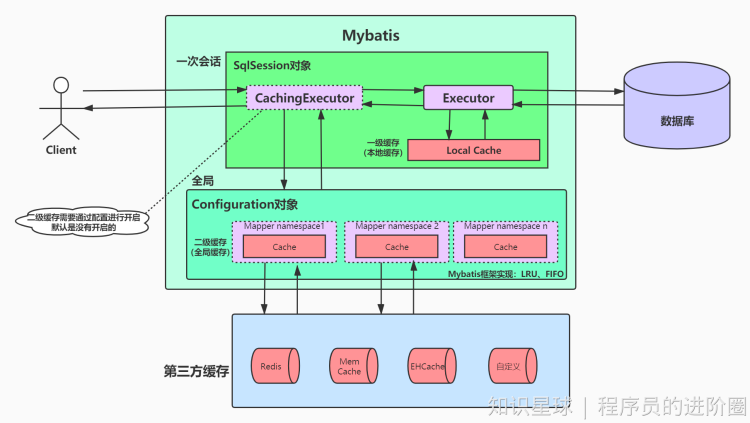 Mybatis
一次会话
SqlSession对象
CachingExecutor
Executor
一级缓存
（本地缓存）
Local Cache
Client
数据库
全局
Configuration对象
二级缓存需要通过配置进行开启
默认是没有开启的
二级缓存
（全局缓存）
Mapper namespace1
Cache
Mapper namespace 2
Cache
Mapper namespace n
Cache
Mybatis框架实现：LRU、FIFO
第三方缓存
Redis
Mem
Cache
EHCache
自定义
知识星球 | 程序员的进阶圈